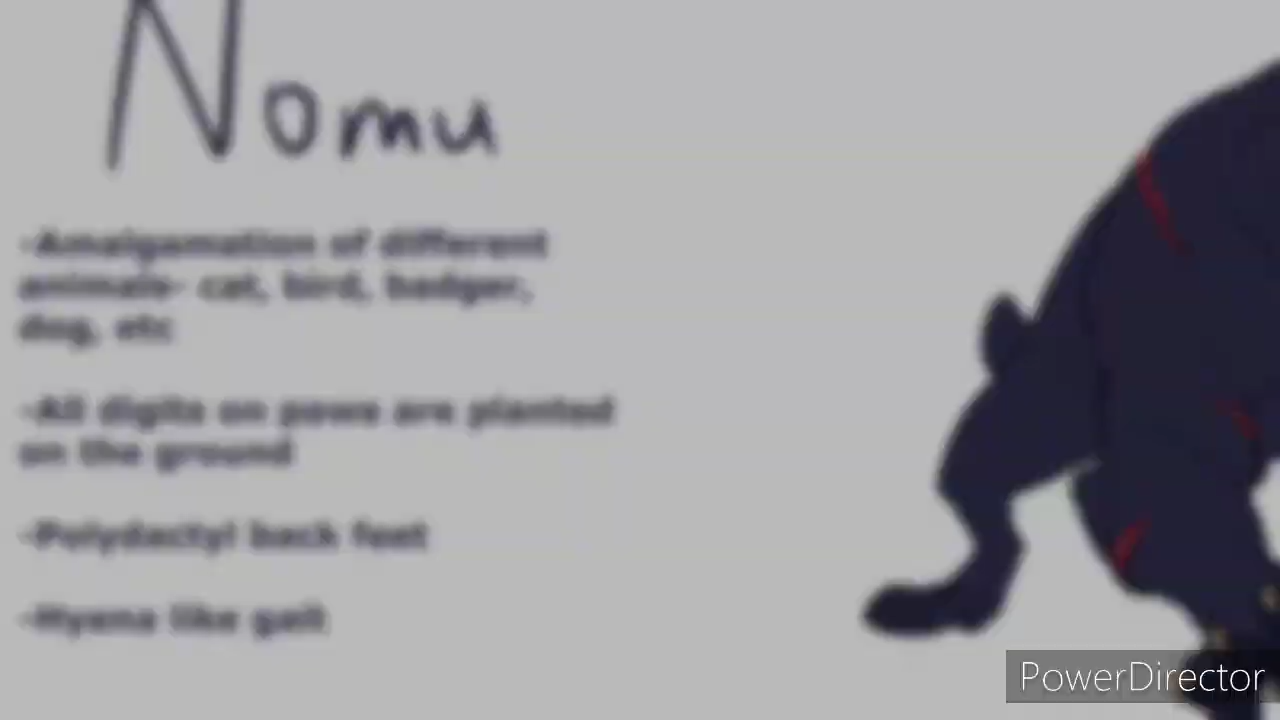 Nomu
-Amalgamation of different
animals- cat, bird, badger,
dog, etc
-All digits on paws are planted
on the ground
-Polydactyl back feet
-Hyena like gait
PowerDirector